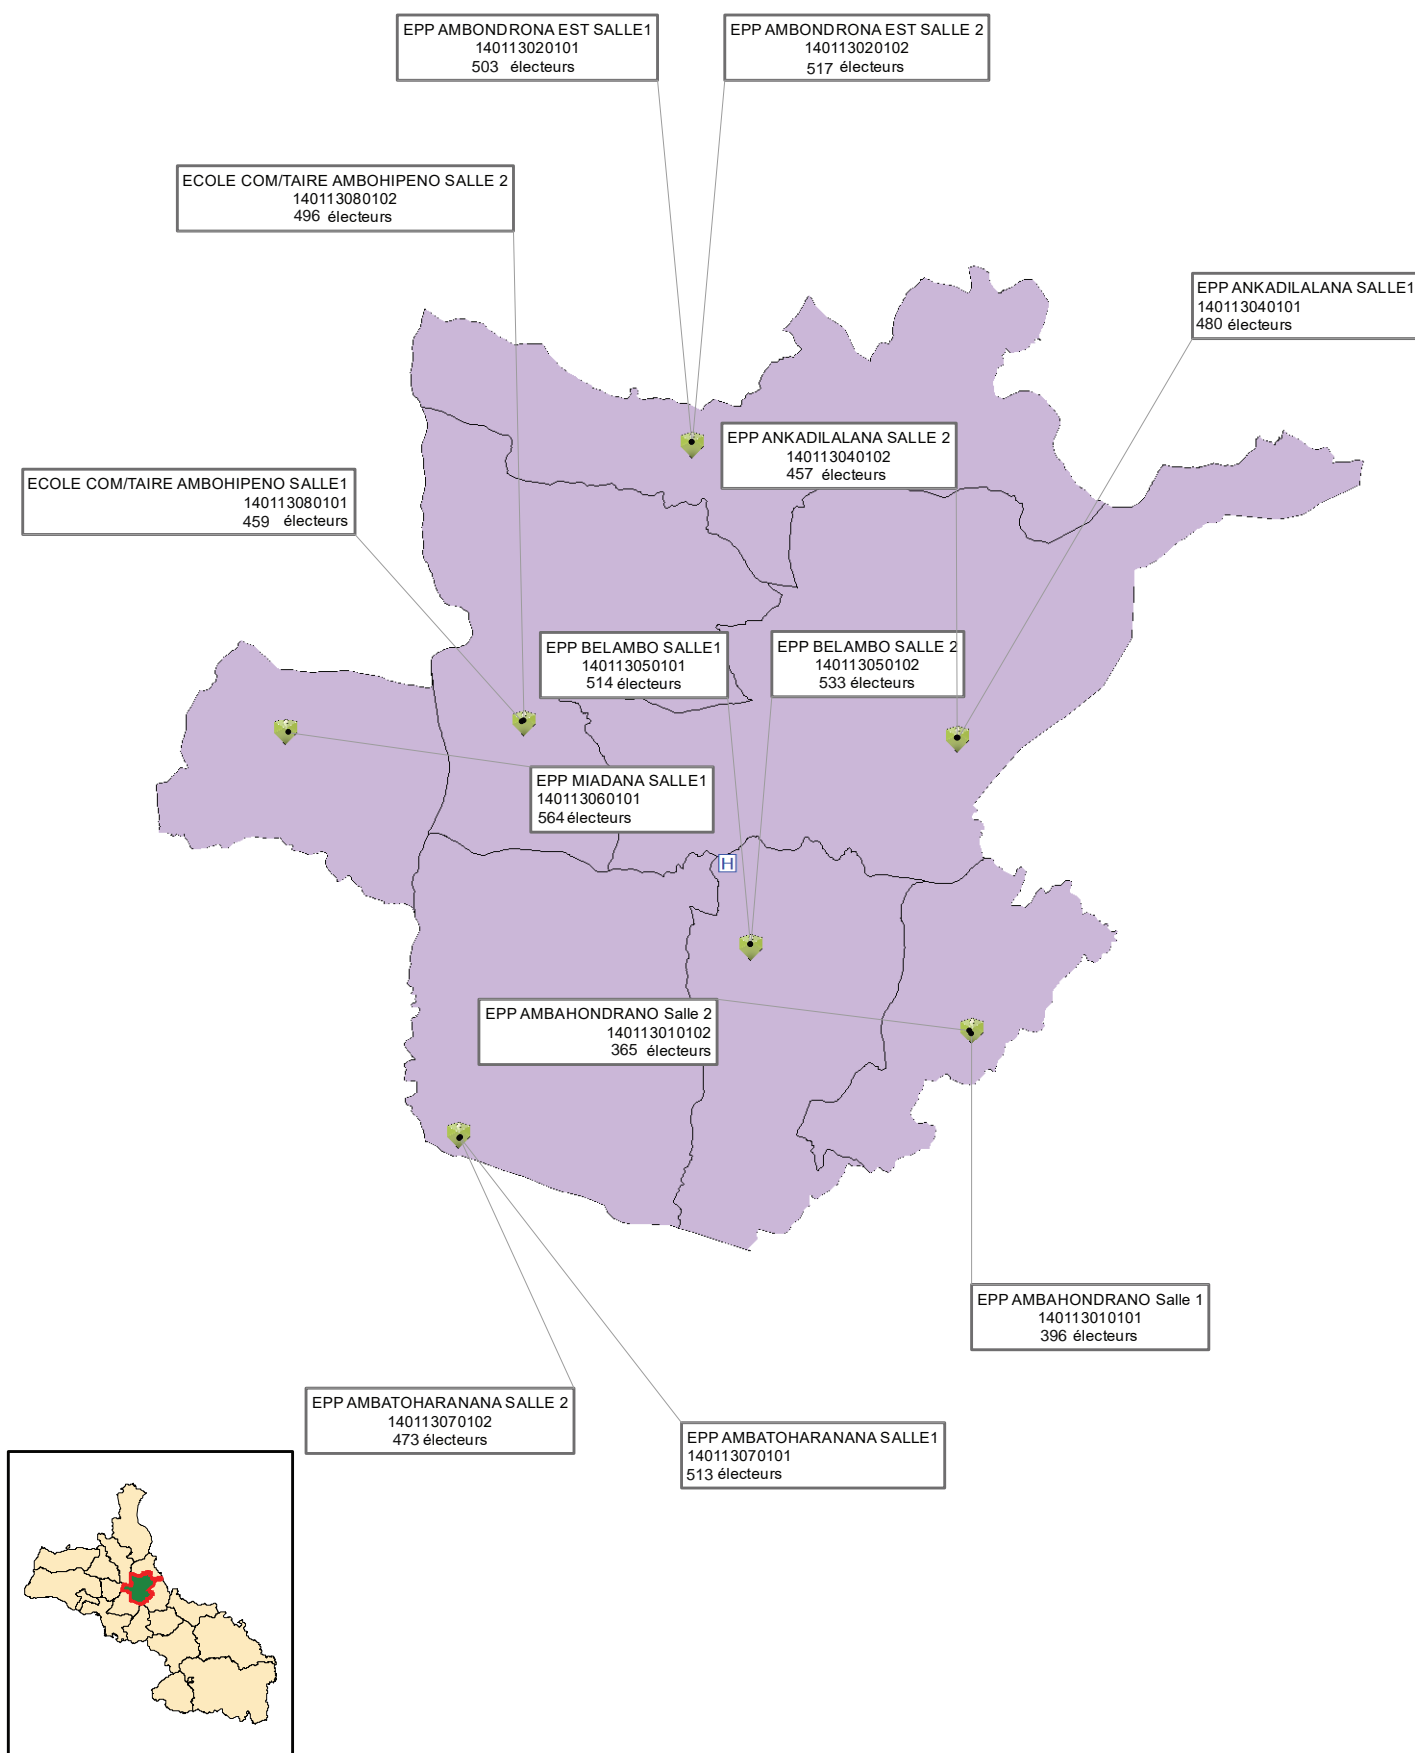 EPP AMBONDRONA EST SALLE1
140113020101
503 électeurs
EPP AMBONDRONA EST SALLE 2
140113020102
517 électeurs
ECOLE COM/TAIRE AMBOHIPENO SALLE 2
140113080102
496 électeurs
EPP ANKADILALANA SALLE1
140113040101
480 électeurs
EPP ANKADILALANA SALLE 2
140113040102
457 électeurs
ECOLE COM/TAIRE AMBOHIPENO SALLE1
140113080101
459 électeurs
EPP BELAMBO SALLE1
140113050101
514 électeurs
EPP BELAMBO SALLE 2
140113050102
533 électeurs
EPP MIADANA SALLE1
140113060101
564 électeurs
H
EPP AMBAHONDRANO Salle 2
140113010102
365 électeurs
EPP AMBAHONDRANO Salle 1
140113010101
396 électeurs
EPP AMBATOHARANANA SALLE 2
140113070102
473 électeurs
EPP AMBATOHARANANA SALLE1
140113070101
513 électeurs